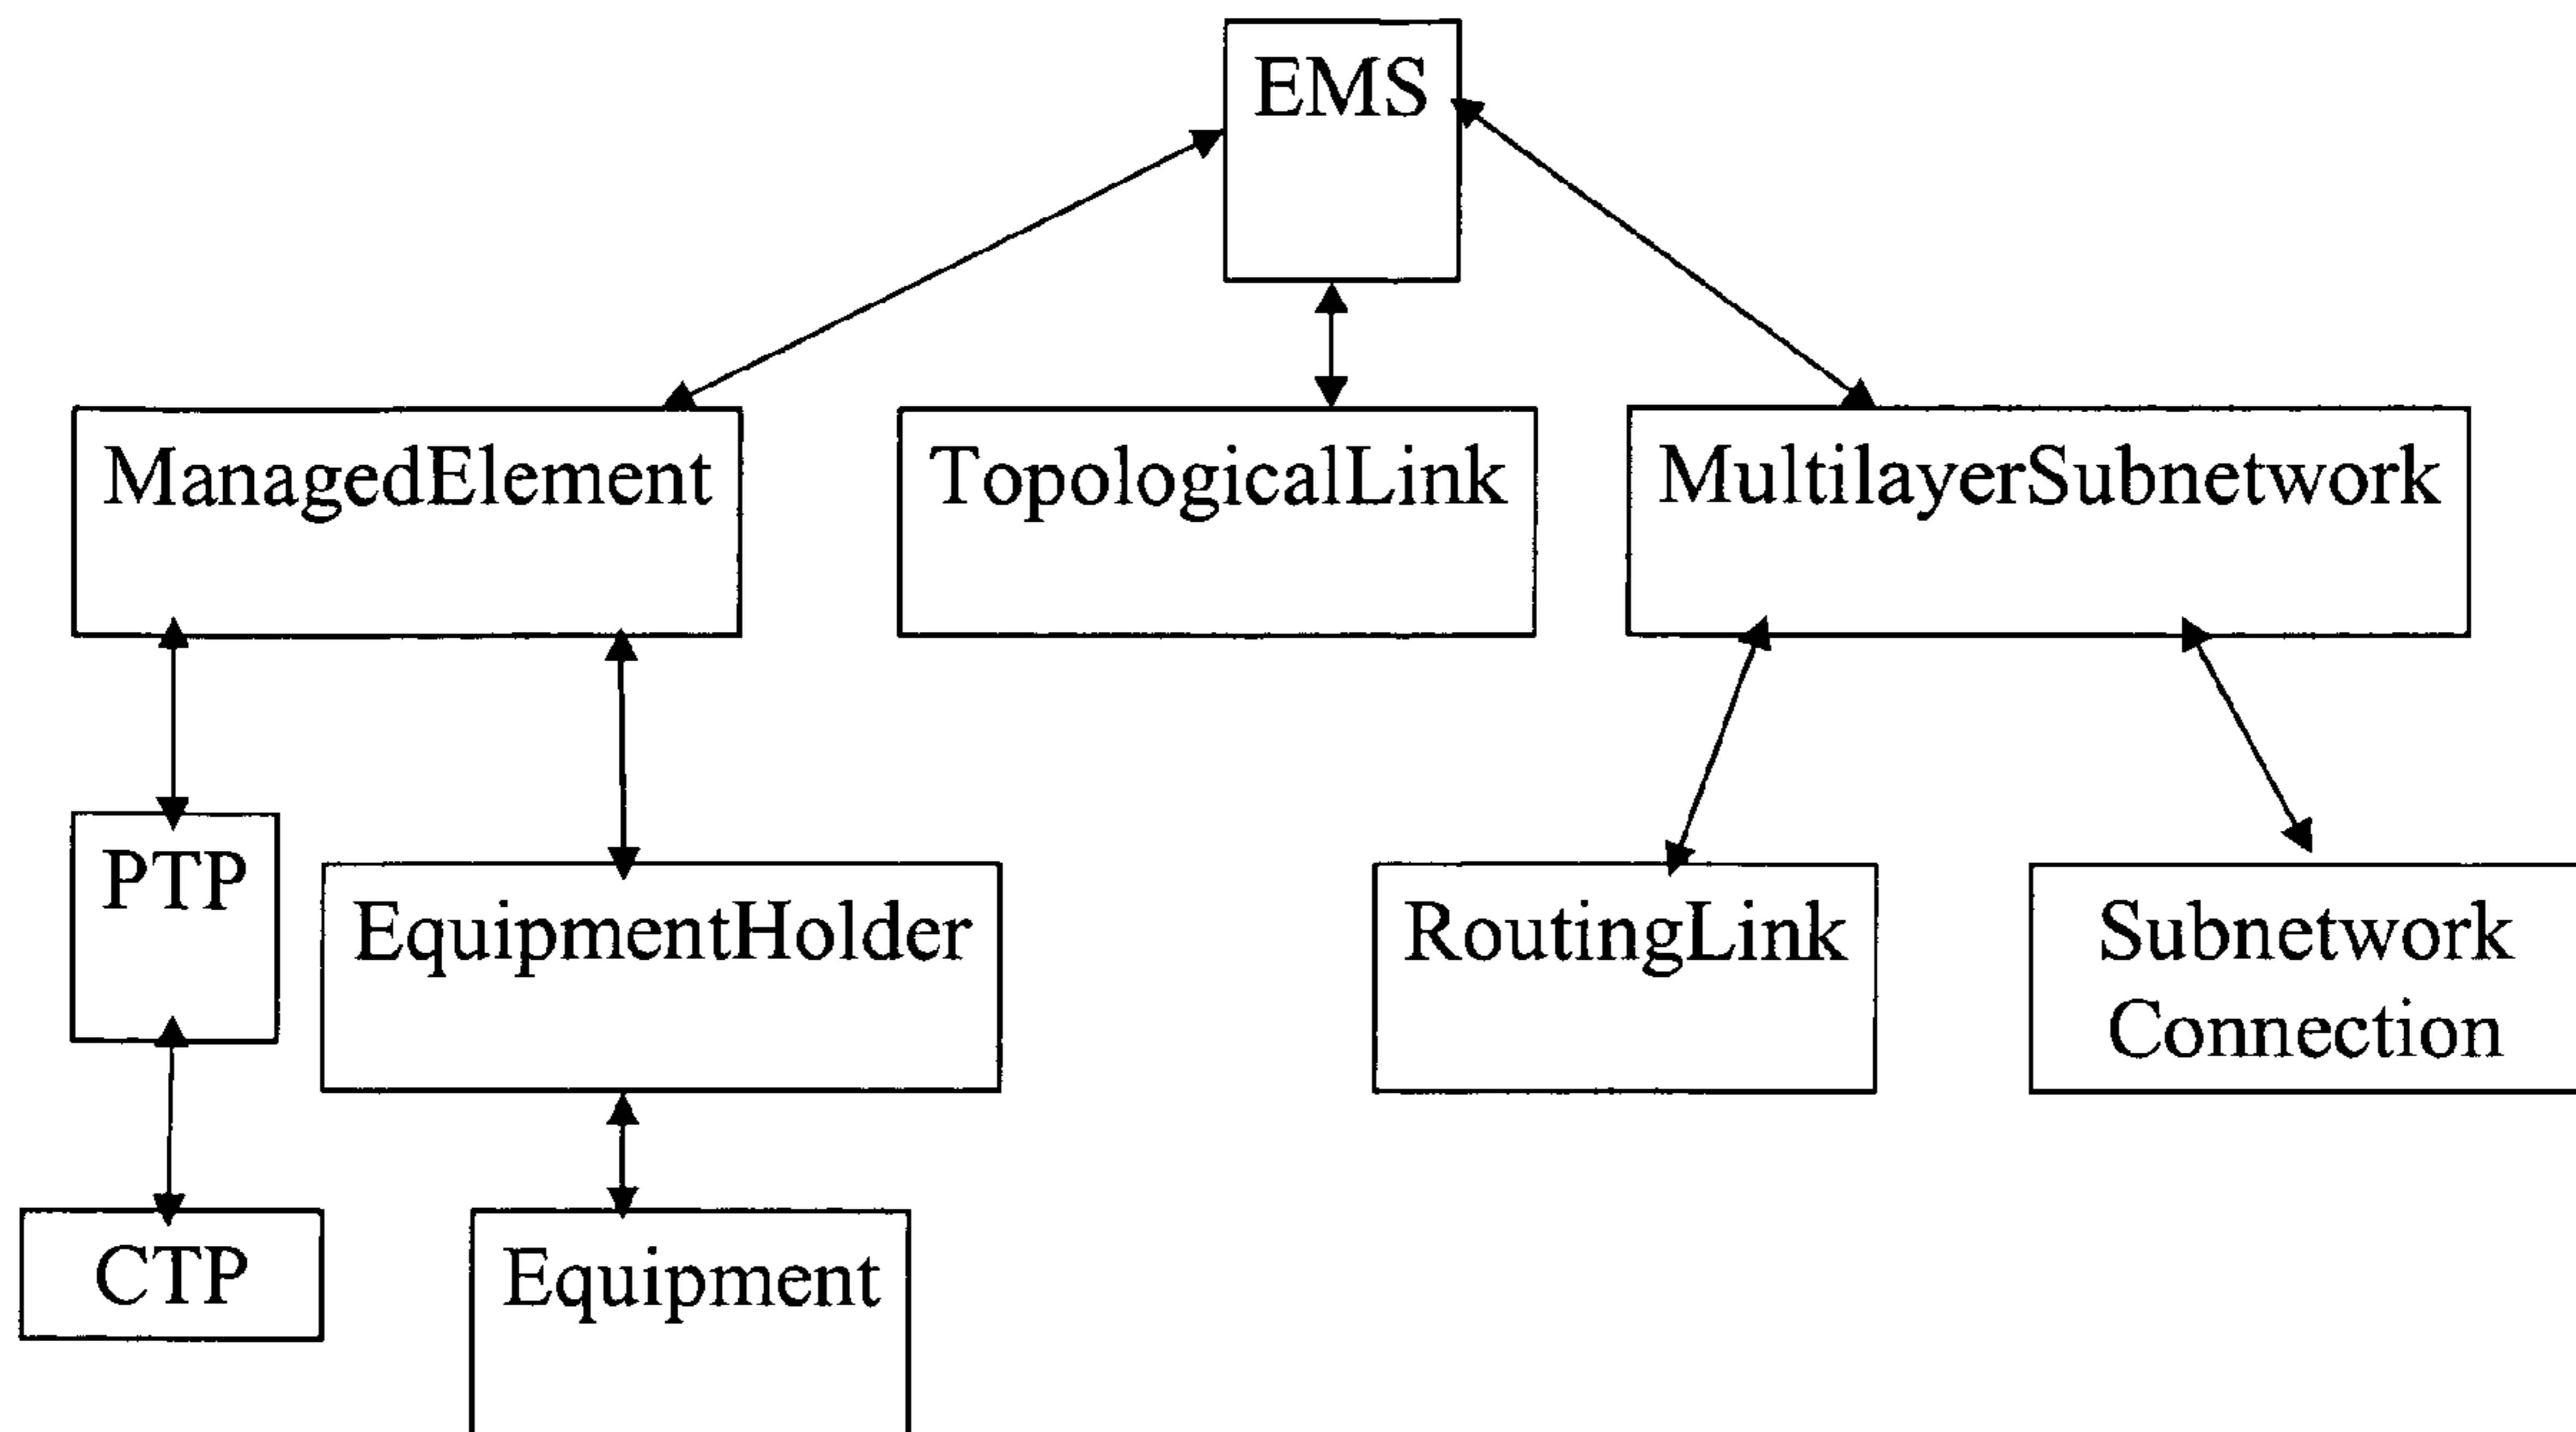 EMS
ManagedElement
TopologicalLink
MultilayerSubnetwork
PTP
EquipmentHolder
RoutingLink
Subnetwork
Connection
CTP
Equipment